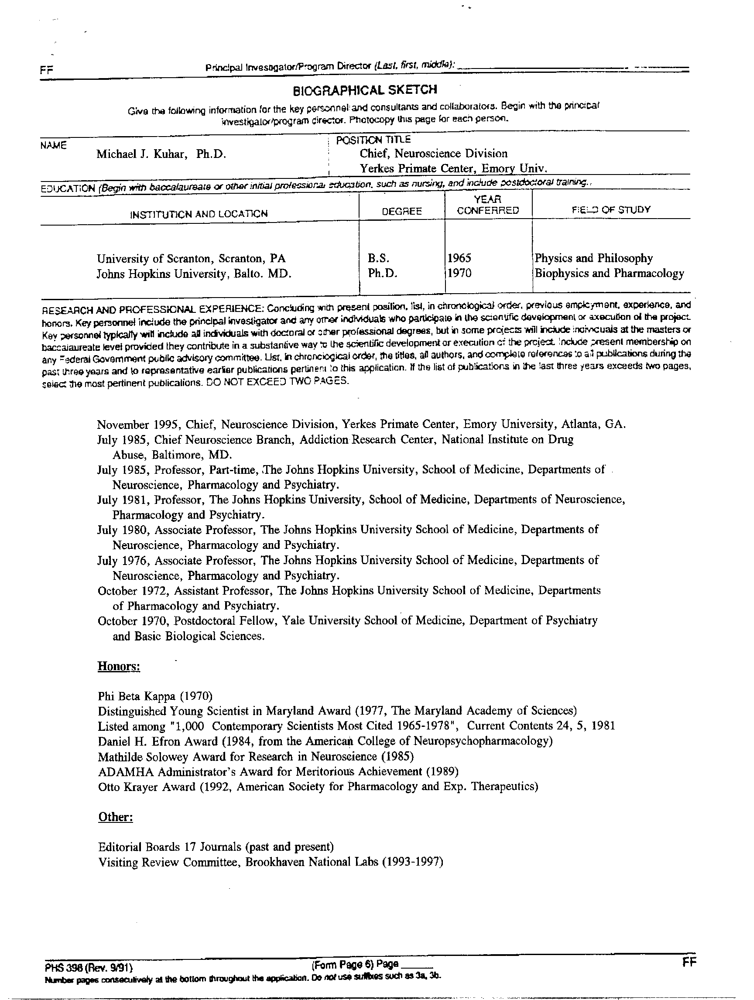 FF
Principal Investigator/Program Director (Last, first, middle):
BIOGRAPHICAL SKETCH
Give the following information for the key personnel and consultants and collaborators. Begin with the principal
investigator/program director. Photocopy this page for each person.
NAME
Michael J. Kuhar, Ph.D.
POSITION TITLE
Chief, Neuroscience Division
Yerkes Primate Center, Emory Univ.
EDUCATION (Begin with baccalaureate or other initial professional education, such as nursing, and include postdoctoral training.)
INSTITUTION AND LOCATION
DEGREE
YEAR
CONFERRED
FIELD OF STUDY
University of Scranton, Scranton, PA B.S. 1965 Physics and Philosophy
Johns Hopkins University, Balto. MD. Ph.D. 1970 Biophysics and Pharmacology
RESEARCH AND PROFESSIONAL EXPERIENCE: Concluding with present position, list, in chronological order, previous employment, experience, and
honors. Key personnel include the principal investigator and any other individuals who participate in the scientific development or execution of the project.
Key personnel typically will include all individuals with doctoral or other professional degrees, but in some projects will include individuals at the masters or
baccalaureate level provided they contribute in a substantive way to the scientific development or execution of the project. Include present membership on
any Federal Government public advisory committee. List, in chronological order, the titles, all authors, and complete references to all publications during the
past three years and to representative earlier publications pertinent to this application. If the list of publications in the last three years exceeds two pages,
select the most pertinent publications. DO NOT EXCEED TWO PAGES.
November 1995, Chief, Neuroscience Division, Yerkes Primate Center, Emory University, Atlanta, GA.
July 1985, Chief Neuroscience Branch, Addiction Research Center, National Institute on Drug
Abuse, Baltimore, MD.
July 1985, Professor, Part-time, The Johns Hopkins University, School of Medicine, Departments of
Neuroscience, Pharmacology and Psychiatry.
July 1981, Professor, The Johns Hopkins University, School of Medicine, Departments of Neuroscience,
Pharmacology and Psychiatry.
July 1980, Associate Professor, The Johns Hopkins University School of Medicine, Departments of
Neuroscience, Pharmacology and Psychiatry.
July 1976, Associate Professor, The Johns Hopkins University School of Medicine, Departments of
Neuroscience, Pharmacology and Psychiatry.
October 1972, Assistant Professor, The Johns Hopkins University School of Medicine, Departments
of Pharmacology and Psychiatry.
October 1970, Postdoctoral Fellow, Yale University School of Medicine, Department of Psychiatry
and Basic Biological Sciences.
Honors:
Phi Beta Kappa (1970)
Distinguished Young Scientist in Maryland Award (1977, The Maryland Academy of Sciences)
Listed among "1,000 Contemporary Scientists Most Cited 1965-1978", Current Contents 24, 5, 1981
Daniel H. Efron Award (1984, from the American College of Neuropsychopharmacology)
Mathilde Solowey Award for Research in Neuroscience (1985)
ADAMHA Administrator's Award for Meritorious Achievement (1989)
Otto Krayer Award (1992, American Society for Pharmacology and Exp. Therapeutics)
Other:
Editorial Boards 17 Journals (past and present)
Visiting Review Committee, Brookhaven National Labs (1993-1997)
PHS 398 (Rev. 9/91) (Form Page 6) Page FF
Number pages consecutively at the bottom throughout the application. Do not use suffixes such as 3a, 3b.